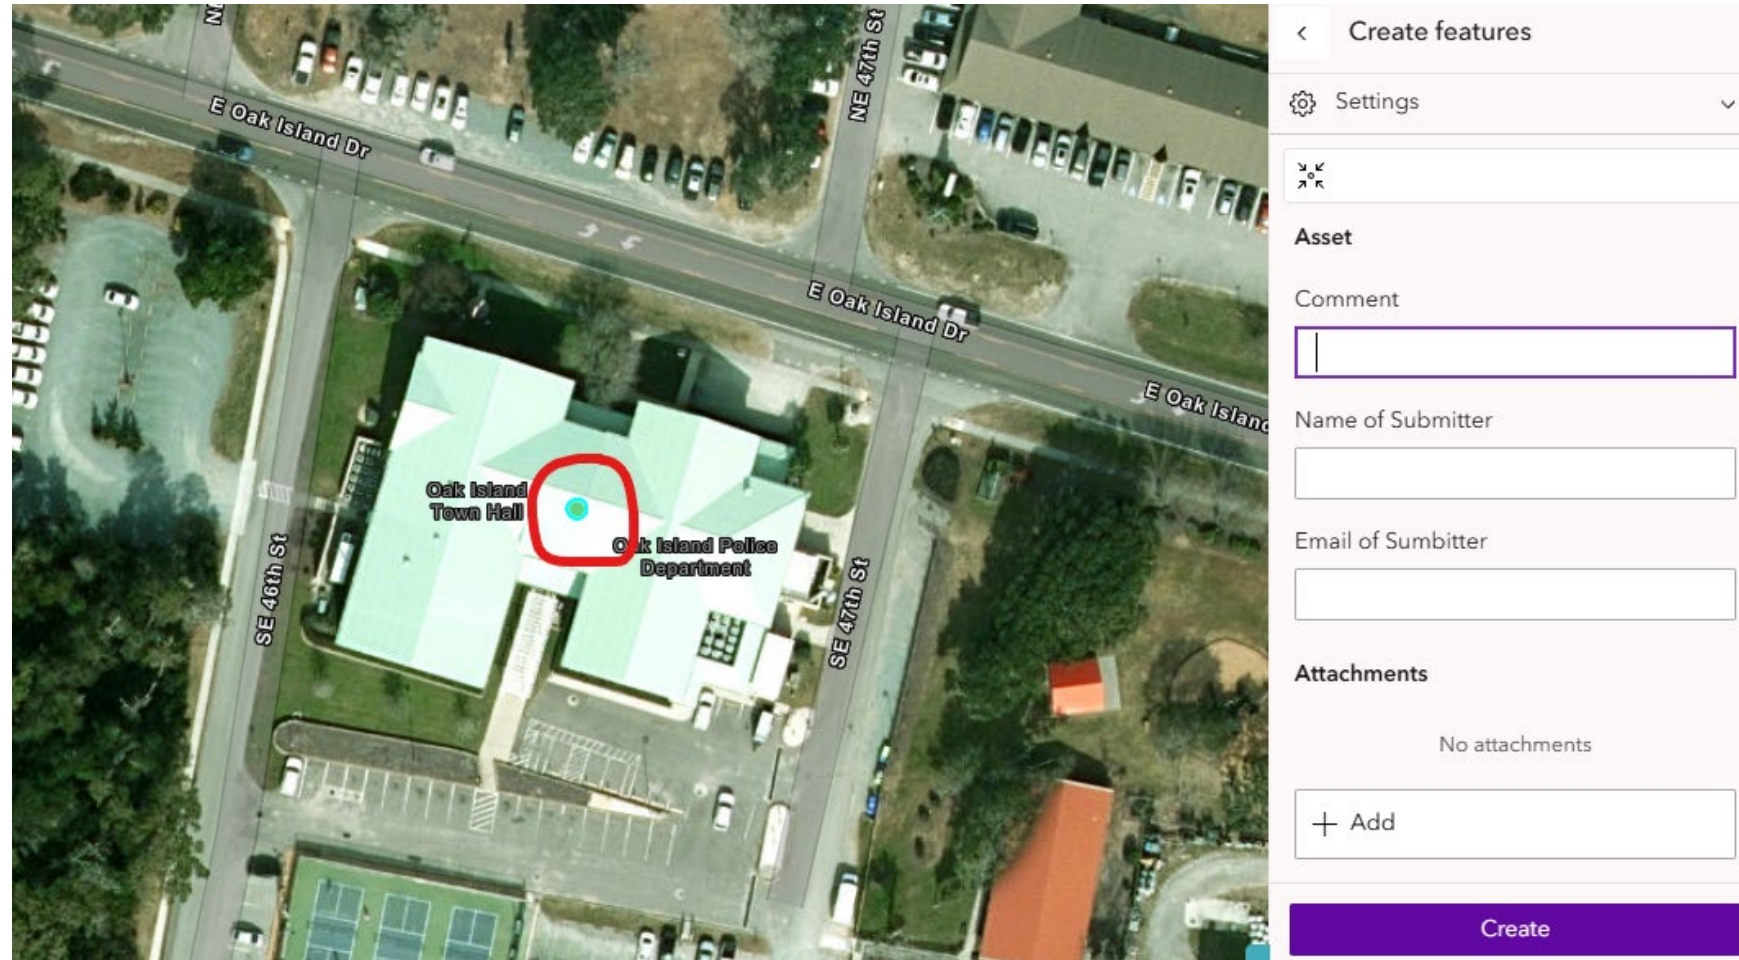 NE 47th St
E Oak Island Dr
E Oak Island Dr
E Oak Island
Oak Island
Town Hall
Oak Island Police
Department
SE 46th St
SE 47th St
Create features
Settings
Asset
Comment
Name of Submitter
Email of Sumbitter
Attachments
No attachments
Add
Create